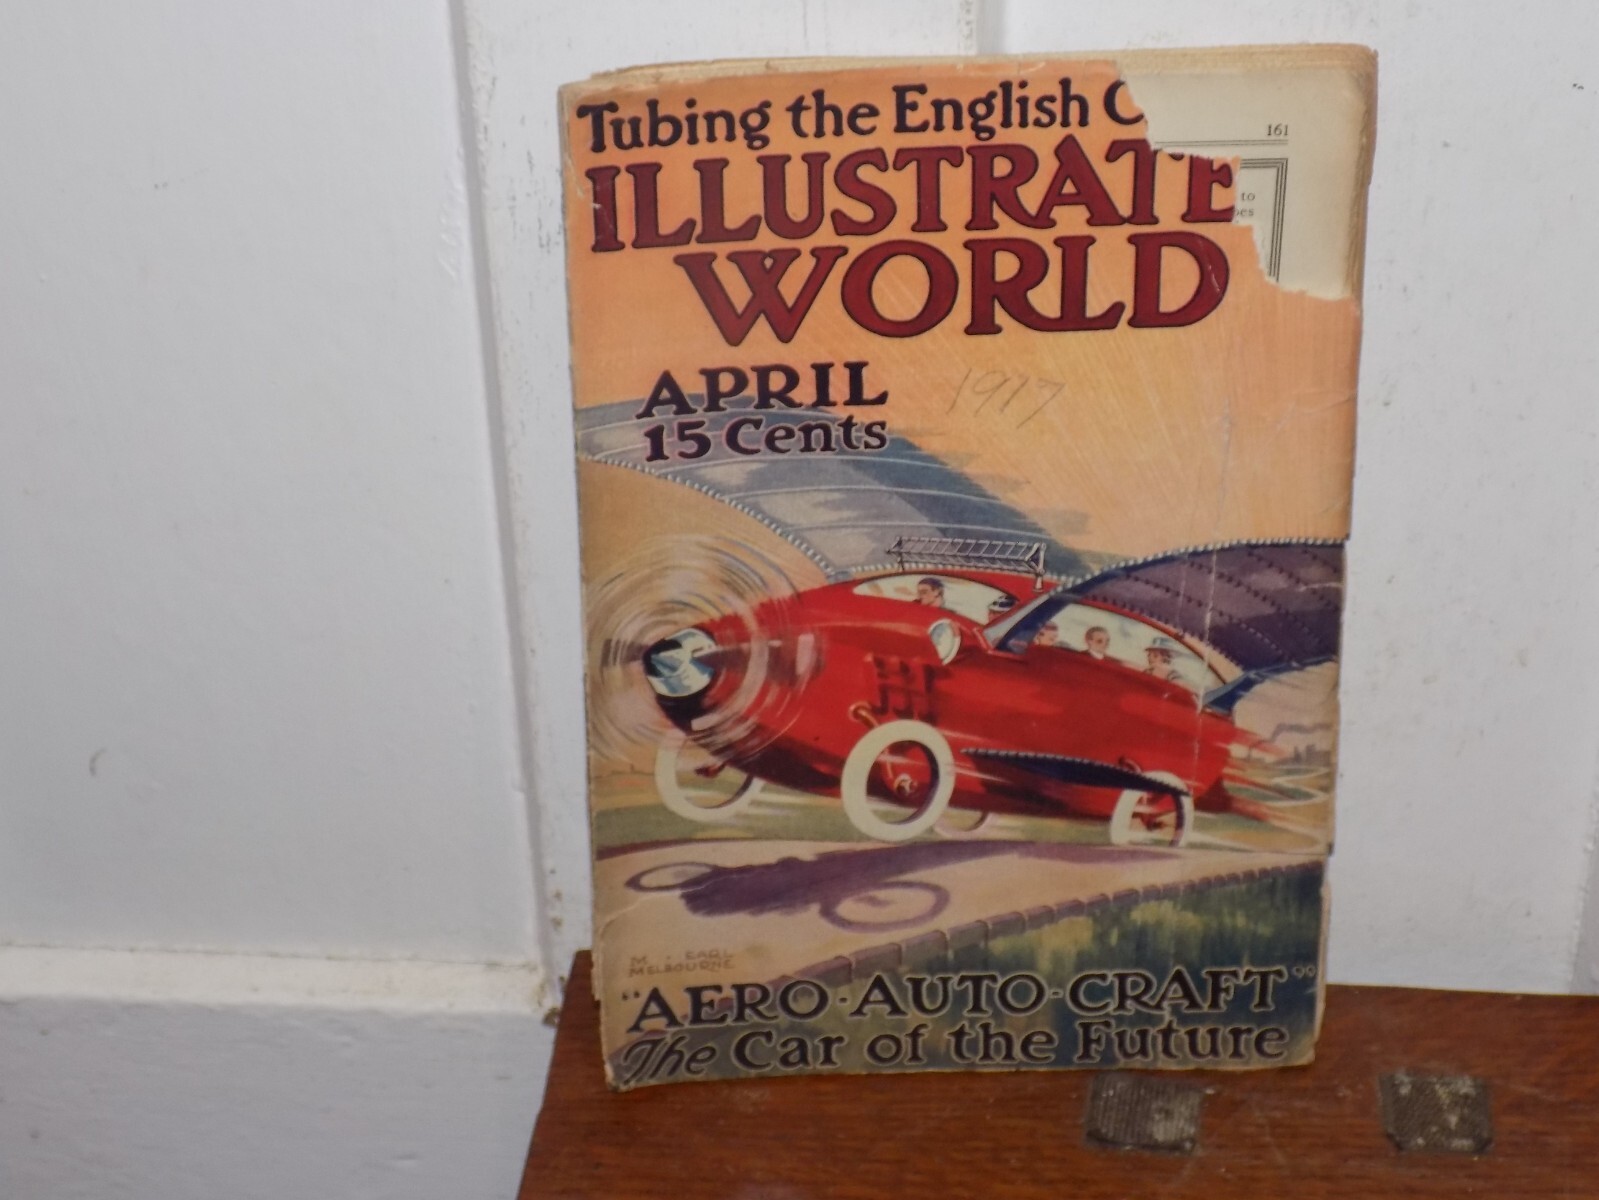 Tubing the English C
161
ILLUSTRATE
to
WORLD
APRIL
1917
15 Cents
M. EARL
MELBOURNE
"AERO-AUTO-CRAFT"
The Car of the Future